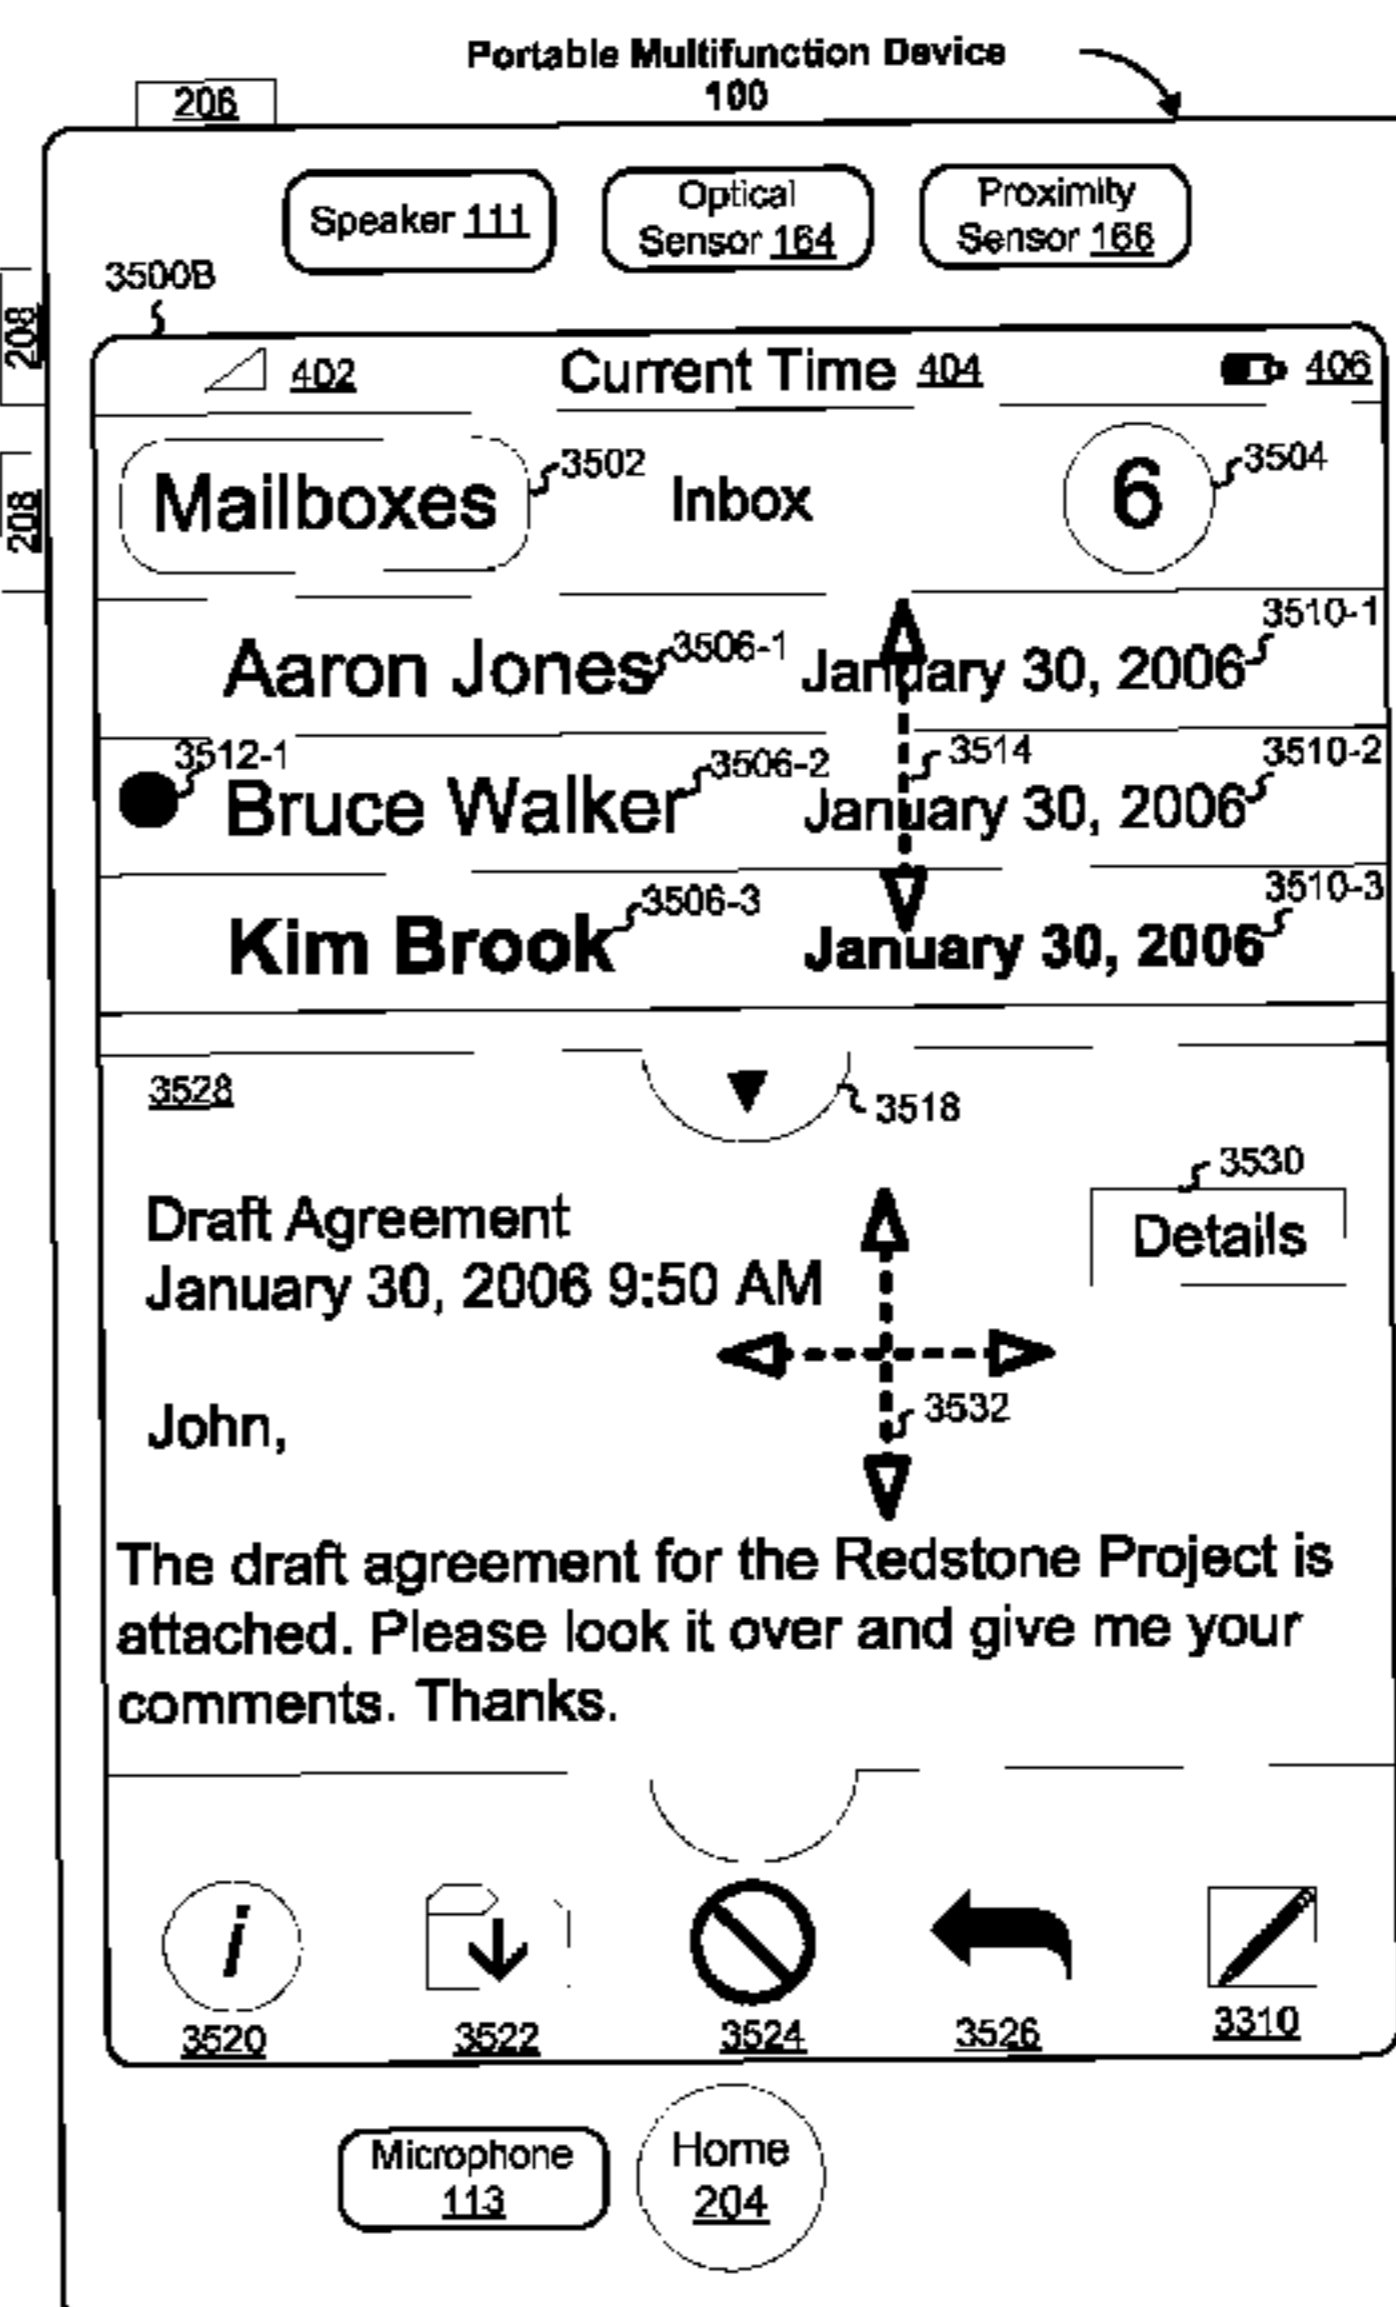 Portable Multifunction Device
100
206
Speaker 111
Optical
Sensor 164
Proximity
Sensor 166
3500B
208
402
Current Time 404
406
Mailboxes
3502
Inbox
6
3504
208
Aaron Jones
3506-1
January 30, 2006
3510-1
3512-1
Bruce Walker
3506-2
3514
January 30, 2006
3510-2
Kim Brook
3506-3
January 30, 2006
3510-3
3528
3518
3530
Draft Agreement
Details
January 30, 2006 9:50 AM
3532
John,
The draft agreement for the Redstone Project is
attached. Please look it over and give me your
comments. Thanks.
i
3520
3522
3524
3526
3310
Microphone
113
Home
204